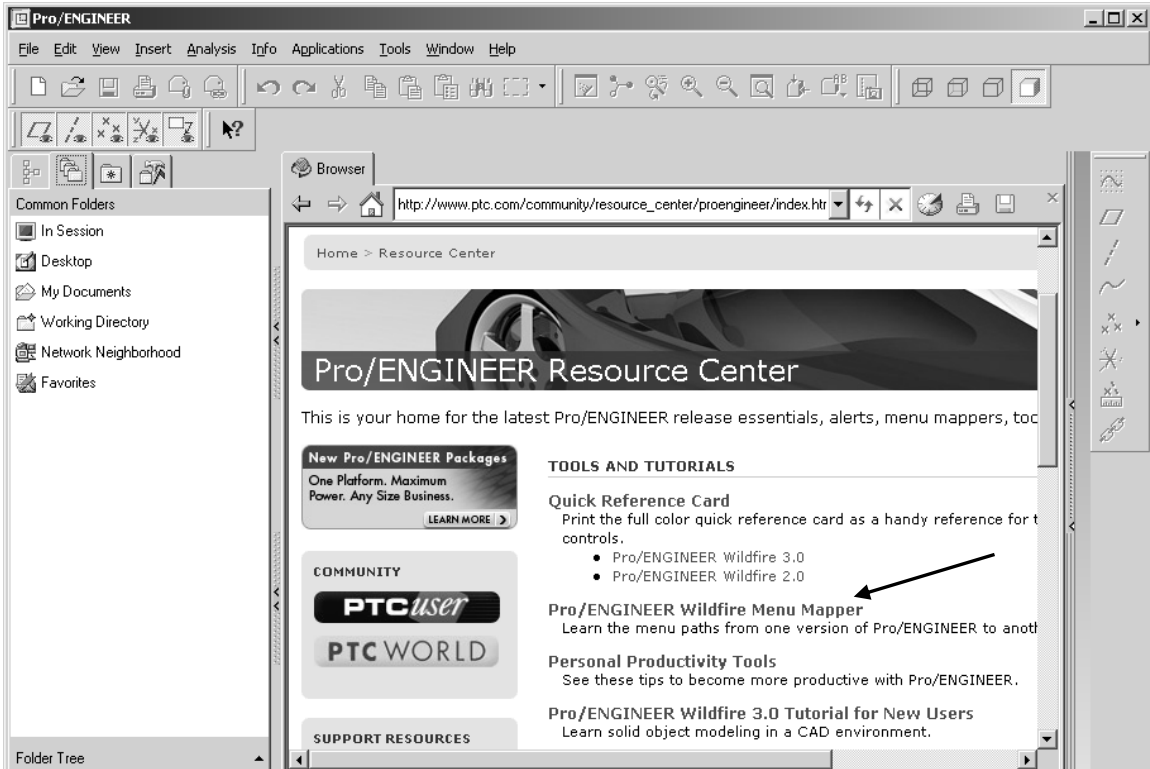 Pro/ENGINEER
File Edit View Insert Analysis Info Applications Tools Window Help
Browser
Common Folders
In Session
Desktop
My Documents
Working Directory
Network Neighborhood
Favorites
Folder Tree
http://www.ptc.com/community/resource_center/proengineer/index.htr
Home > Resource Center
Pro/ENGINEER Resource Center
This is your home for the latest Pro/ENGINEER release essentials, alerts, menu mappers, toc
New Pro/ENGINEER Packages
One Platform. Maximum
Power. Any Size Business.
LEARN MORE
COMMUNITY
PTCuser
PTC WORLD
SUPPORT RESOURCES
TOOLS AND TUTORIALS
Quick Reference Card
Print the full color quick reference card as a handy reference for t
controls.
• Pro/ENGINEER Wildfire 3.0
• Pro/ENGINEER Wildfire 2.0
Pro/ENGINEER Wildfire Menu Mapper
Learn the menu paths from one version of Pro/ENGINEER to anoth
Personal Productivity Tools
See these tips to become more productive with Pro/ENGINEER.
Pro/ENGINEER Wildfire 3.0 Tutorial for New Users
Learn solid object modeling in a CAD environment.